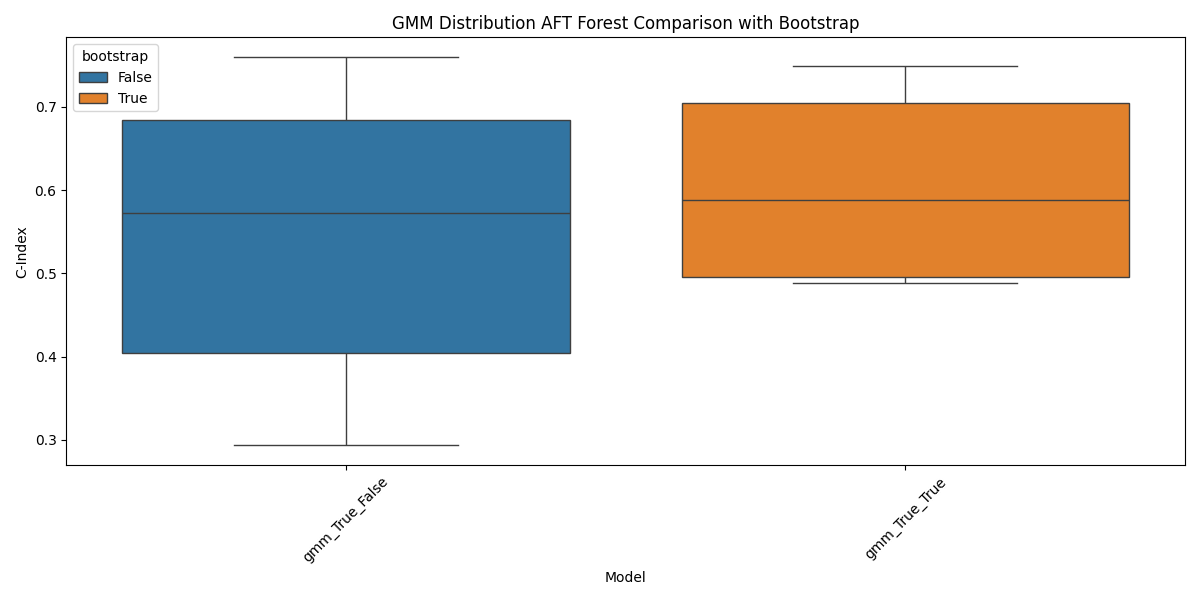 GMM Distribution AFT Forest Comparison with Bootstrap
bootstrap
False
True
C-Index
0.7
0.6
0.5
0.4
0.3
gmm_True_False
gmm_True_True
Model